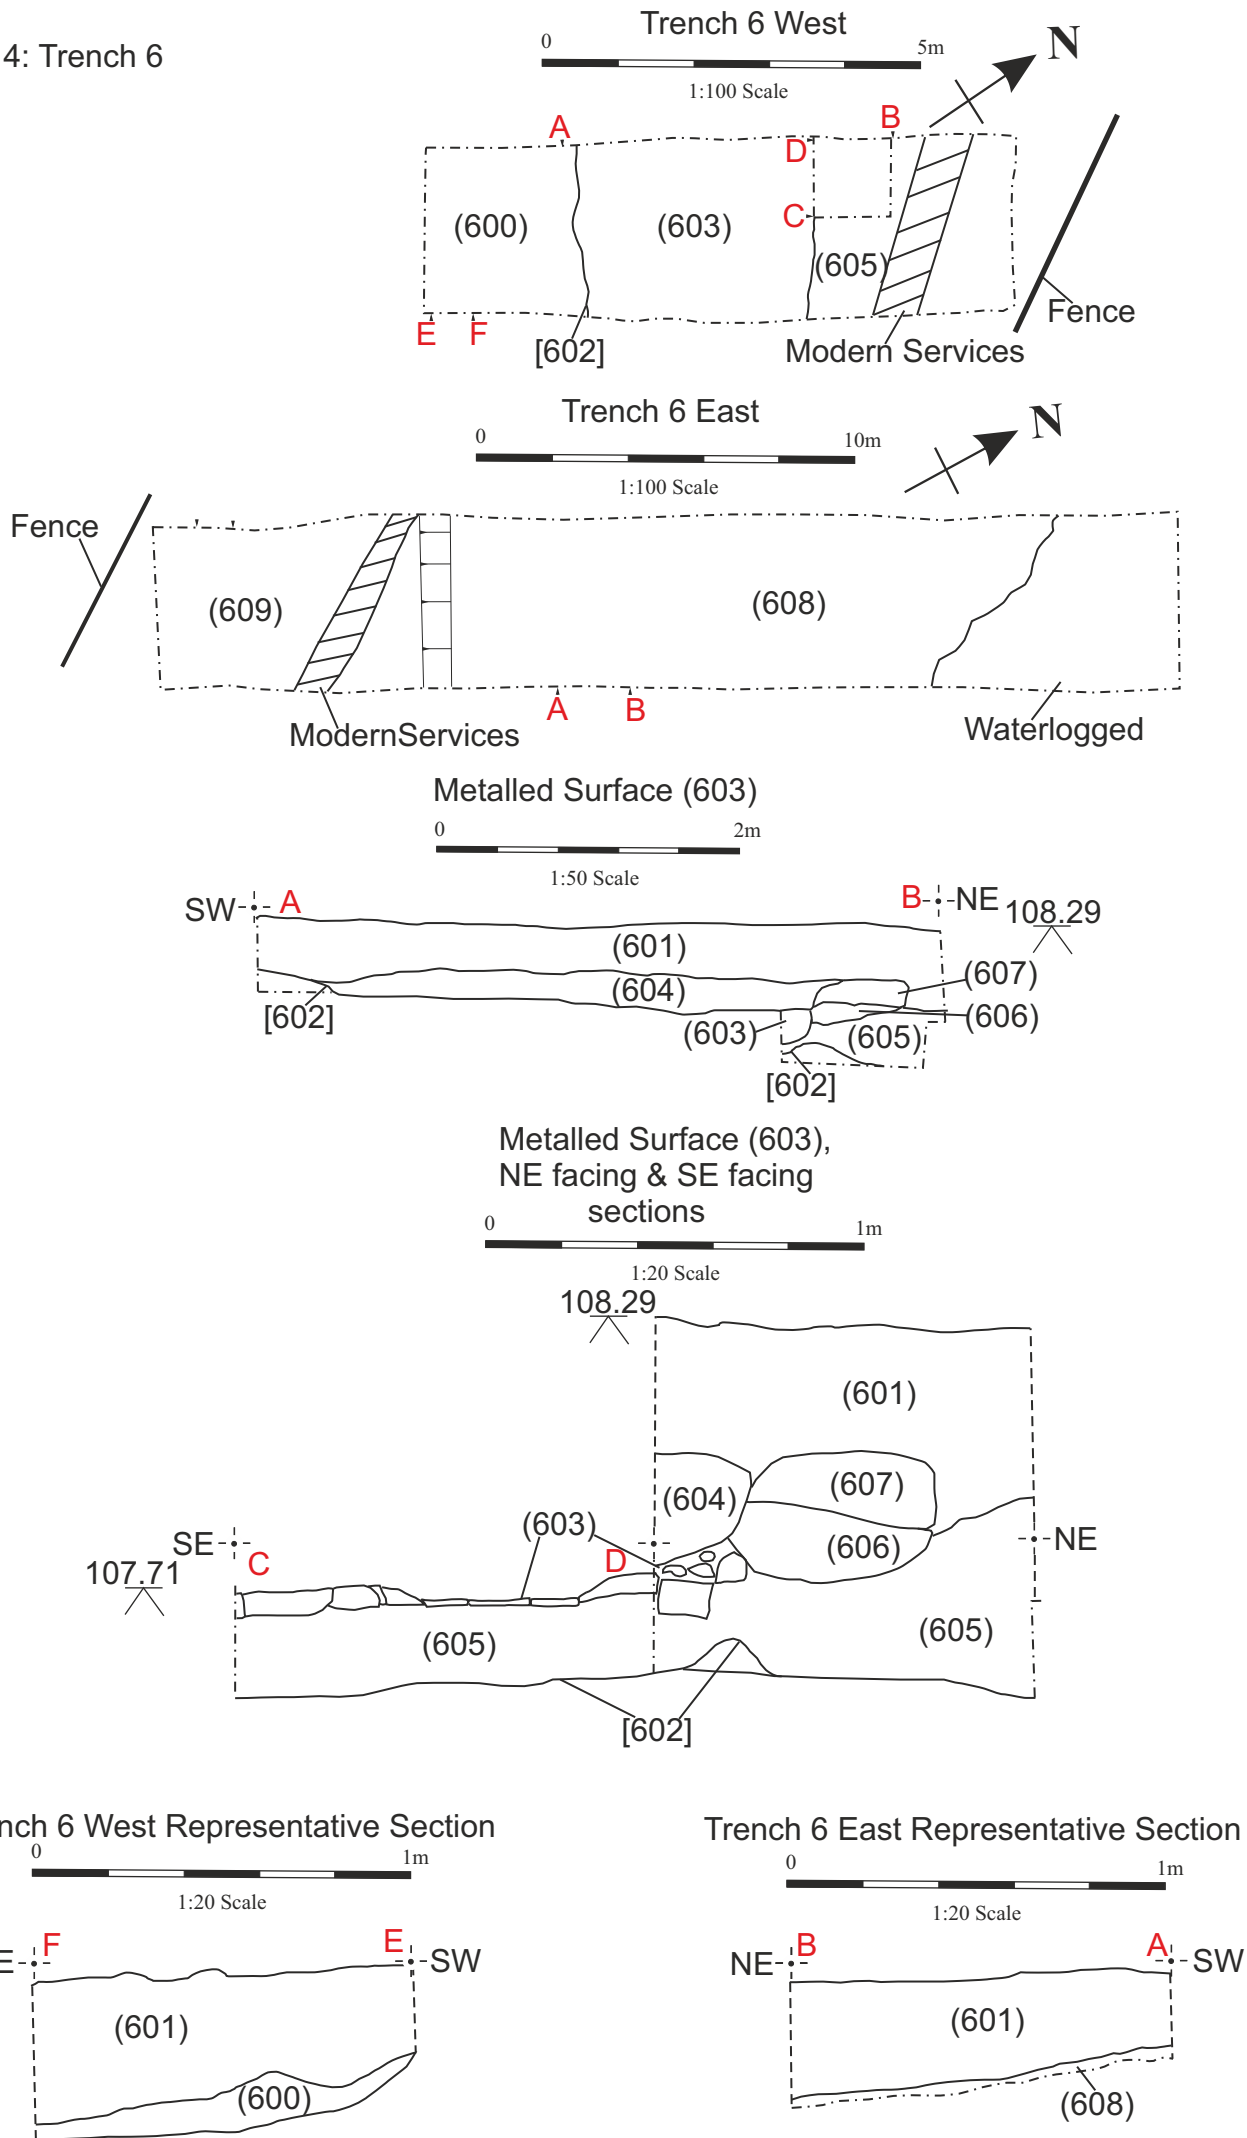 4: Trench 6
Trench 6 West
0 5m
1:100 Scale
N
A
B
D
C
(600)
(603)
(605)
E F
[602]
Modern Services
Fence
Trench 6 East
0 10m
1:100 Scale
N
Fence
(609)
(608)
A B
ModernServices
Waterlogged
Metalled Surface (603)
0 2m
1:50 Scale
SW A
B NE 108.29
(601)
(604)
(607)
[602]
(603)
(606)
(605)
[602]
Metalled Surface (603),
NE facing & SE facing
sections
0 1m
1:20 Scale
108.29
(601)
(607)
(604)
(603)
(606)
SE C
D
NE
107.71
(605)
(605)
[602]
nch 6 West Representative Section
0 1m
1:20 Scale
E F
E SW
(601)
(600)
Trench 6 East Representative Section
0 1m
1:20 Scale
NE B
A SW
(601)
(608)